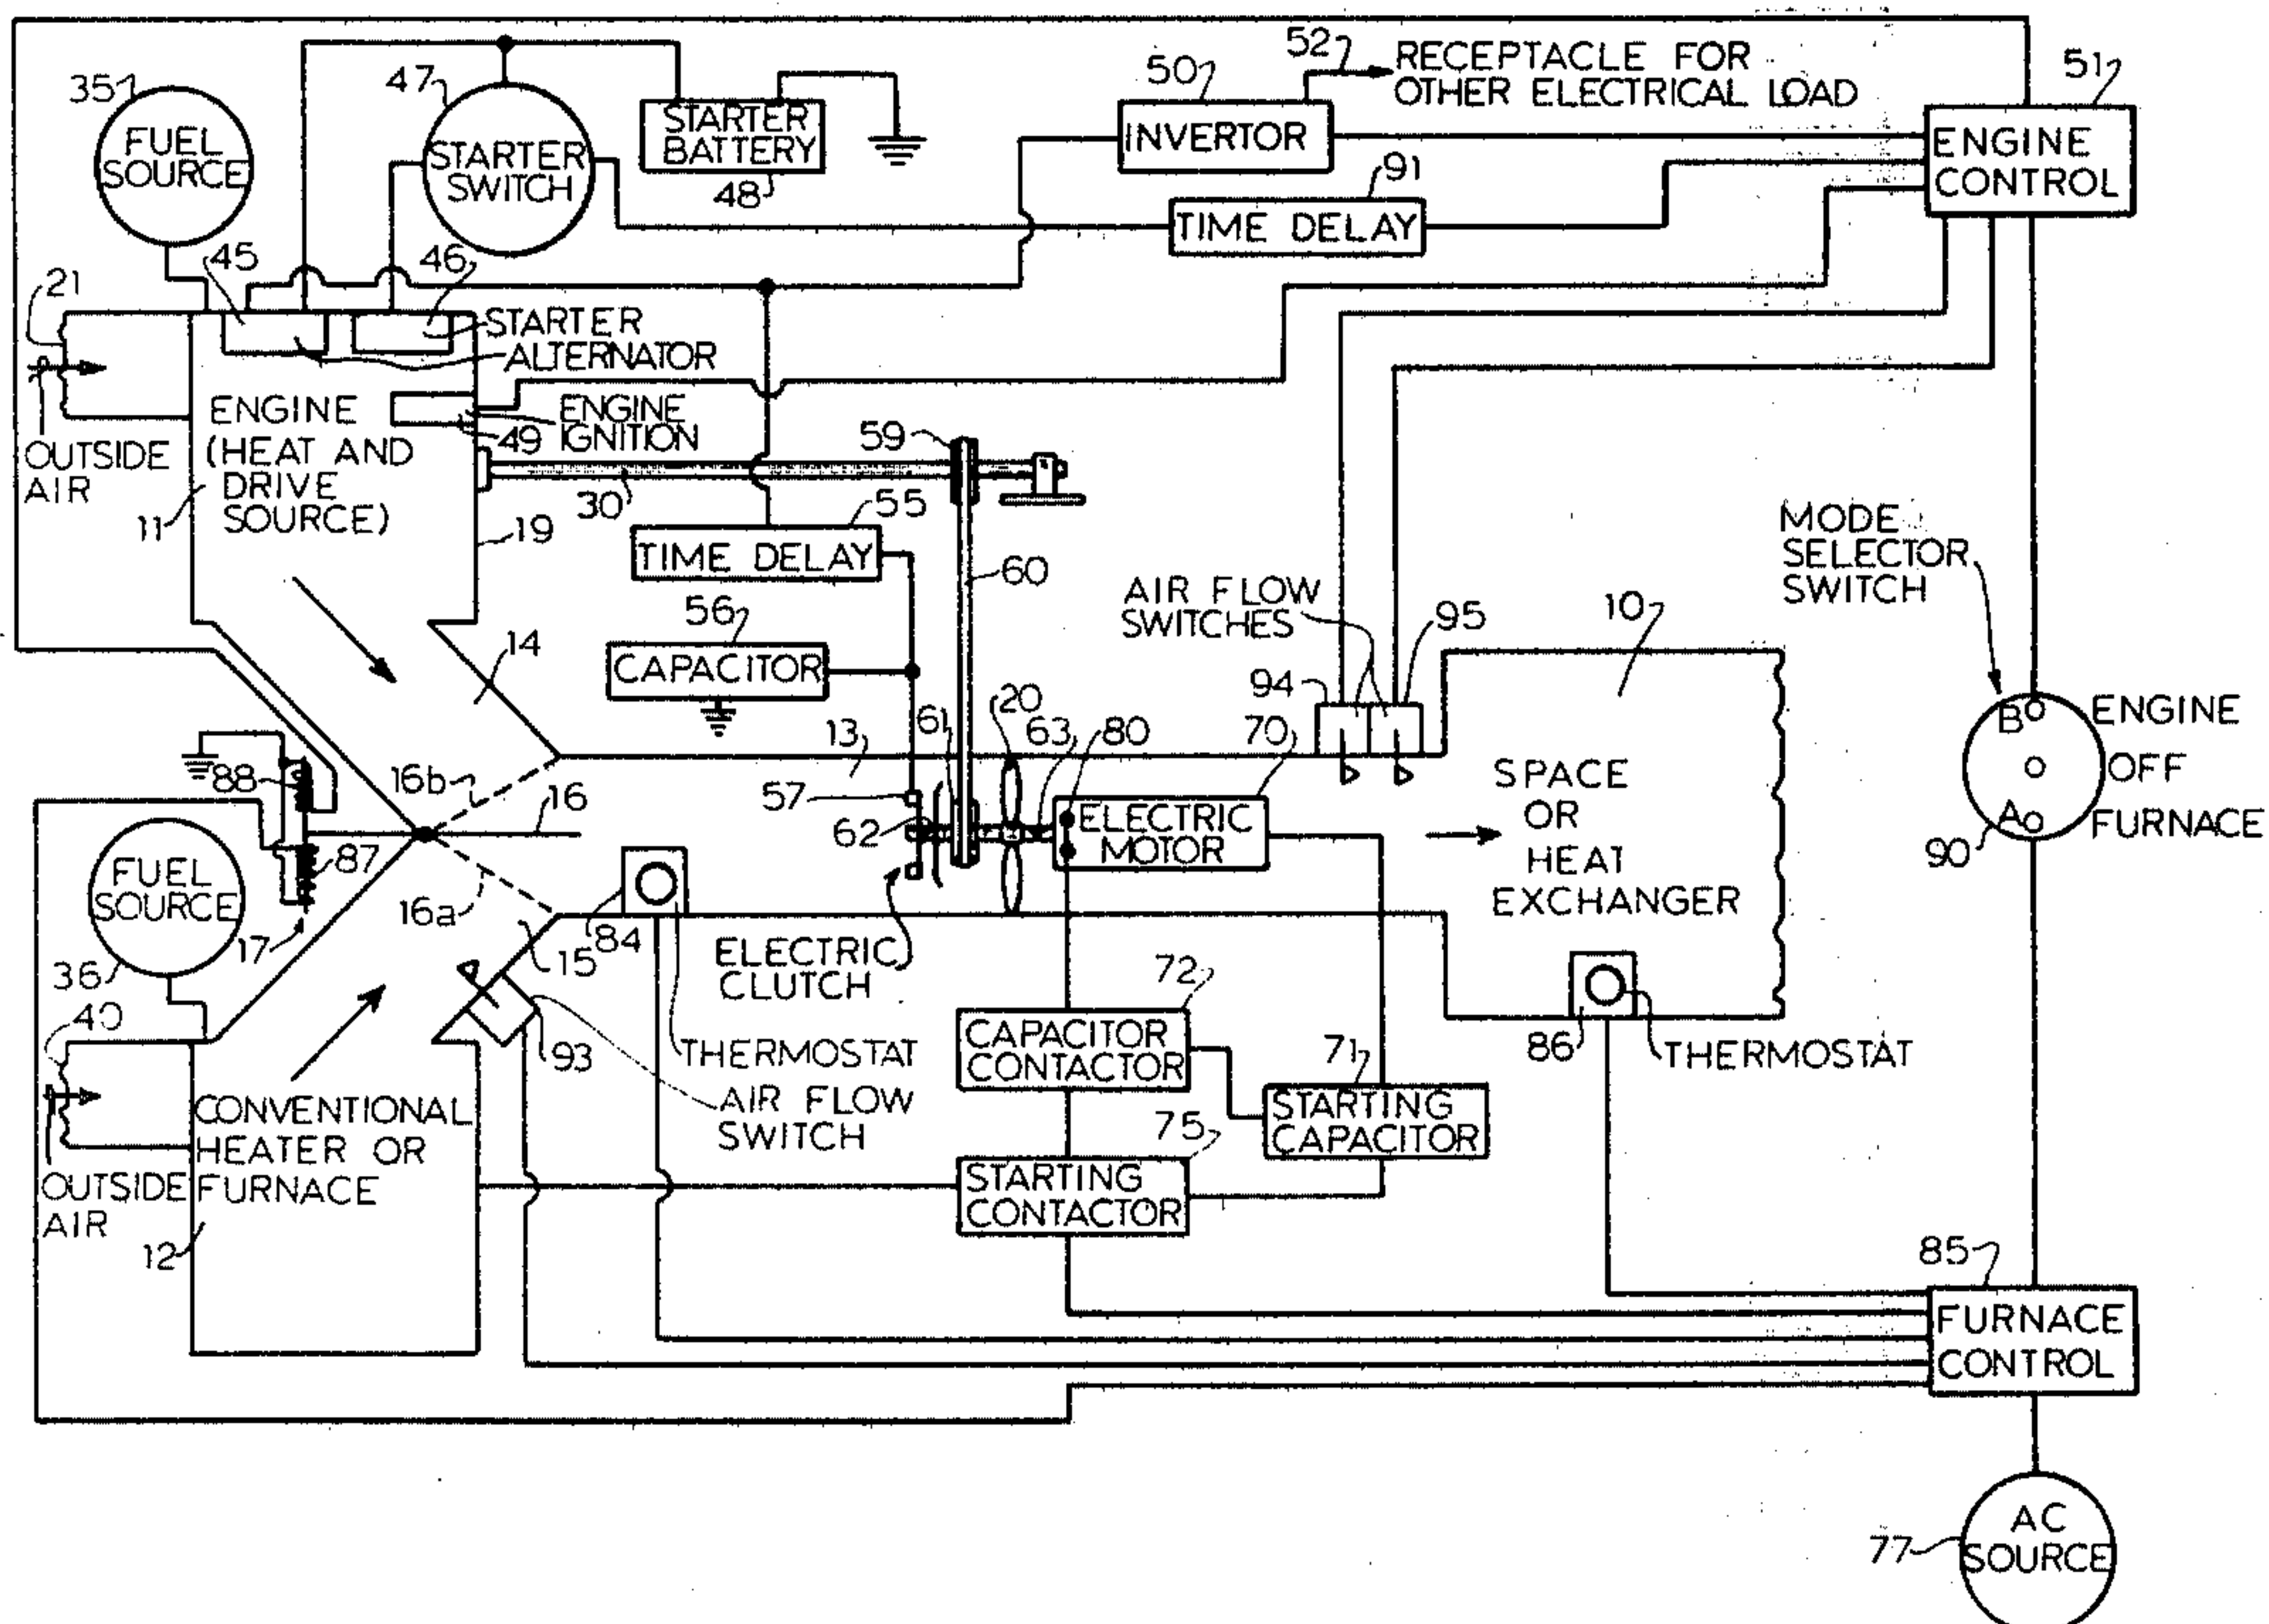 35
FUEL
SOURCE
47
STARTER
SWITCH
STARTER
BATTERY
48
50
INVERTOR
52
RECEPTACLE FOR
OTHER ELECTRICAL LOAD
51
ENGINE
CONTROL
91
TIME DELAY
21
45
46
STARTER
ALTERNATOR
OUTSIDE
AIR
ENGINE
(HEAT AND
DRIVE
SOURCE)
11
49
ENGINE
IGNITION
19
30
59
55
TIME DELAY
60
56
CAPACITOR
14
AIR FLOW
SWITCHES
94
95
10
MODE
SELECTOR
SWITCH
B
ENGINE
OFF
A
FURNACE
90
88
16b
16
87
16a
17
13
57
62
61
20
63
80
70
ELECTRIC
MOTOR
SPACE
OR
HEAT
EXCHANGER
FUEL
SOURCE
36
15
84
ELECTRIC
CLUTCH
40
93
THERMOSTAT
AIR FLOW
SWITCH
72
CAPACITOR
CONTACTOR
71
STARTING
CAPACITOR
75
STARTING
CONTACTOR
86
THERMOSTAT
OUTSIDE
AIR
CONVENTIONAL
HEATER OR
FURNACE
12
85
FURNACE
CONTROL
77
AC
SOURCE